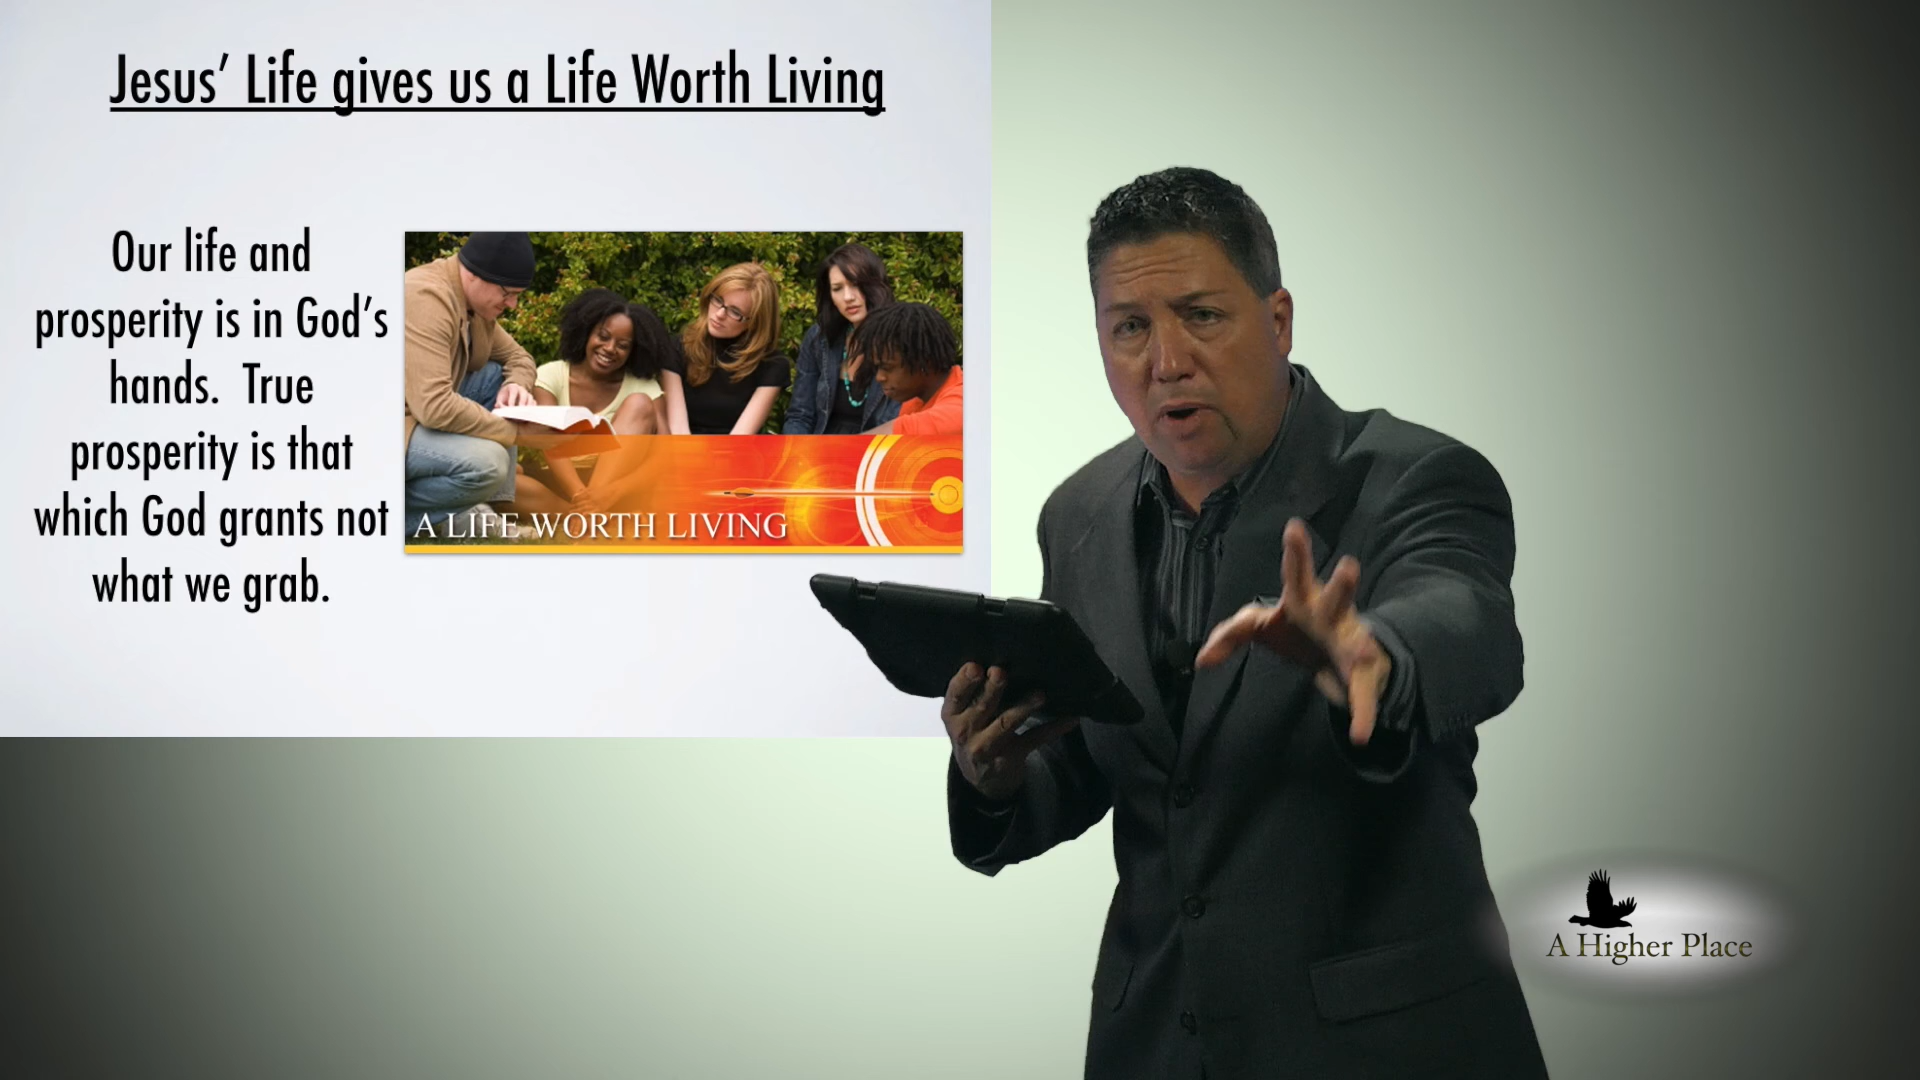 Jesus’ Life gives us a Life Worth Living
Our life and
prosperity is in God’s
hands.  True
prosperity is that
which God grants not
what we grab.
A LIFE WORTH LIVING
A Higher Place